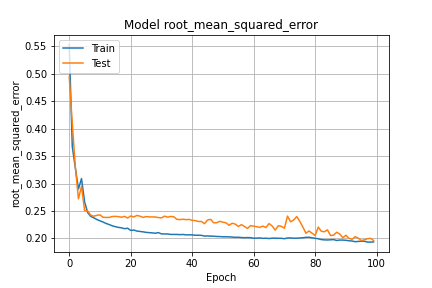 Model root_mean_squared_error
Train
Test
0.55
0.50
0.45
0.40
0.35
0.30
0.25
0.20
root_mean_squared_error
0 20 40 60 80 100
Epoch